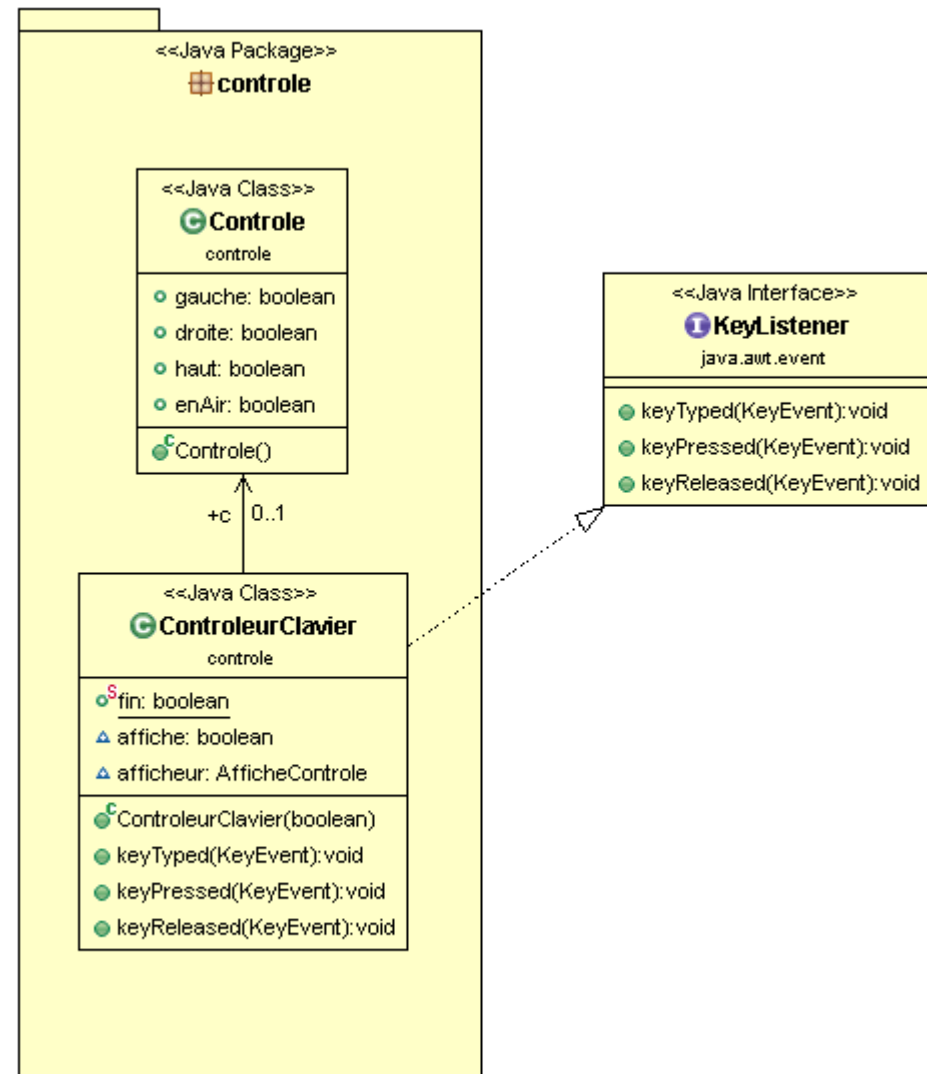 <<Java Package>>
controle
<<Java Class>>
C Controle
controle
gauche: boolean
droite: boolean
haut: boolean
enAir: boolean
C Controle()
+c 0..1
<<Java Class>>
C ControleurClavier
controle
S fin: boolean
affiche: boolean
afficheur: AfficheControle
C ControleurClavier(boolean)
keyTyped(KeyEvent):void
keyPressed(KeyEvent):void
keyReleased(KeyEvent):void
<<Java Interface>>
I KeyListener
java.awt.event
keyTyped(KeyEvent):void
keyPressed(KeyEvent):void
keyReleased(KeyEvent):void